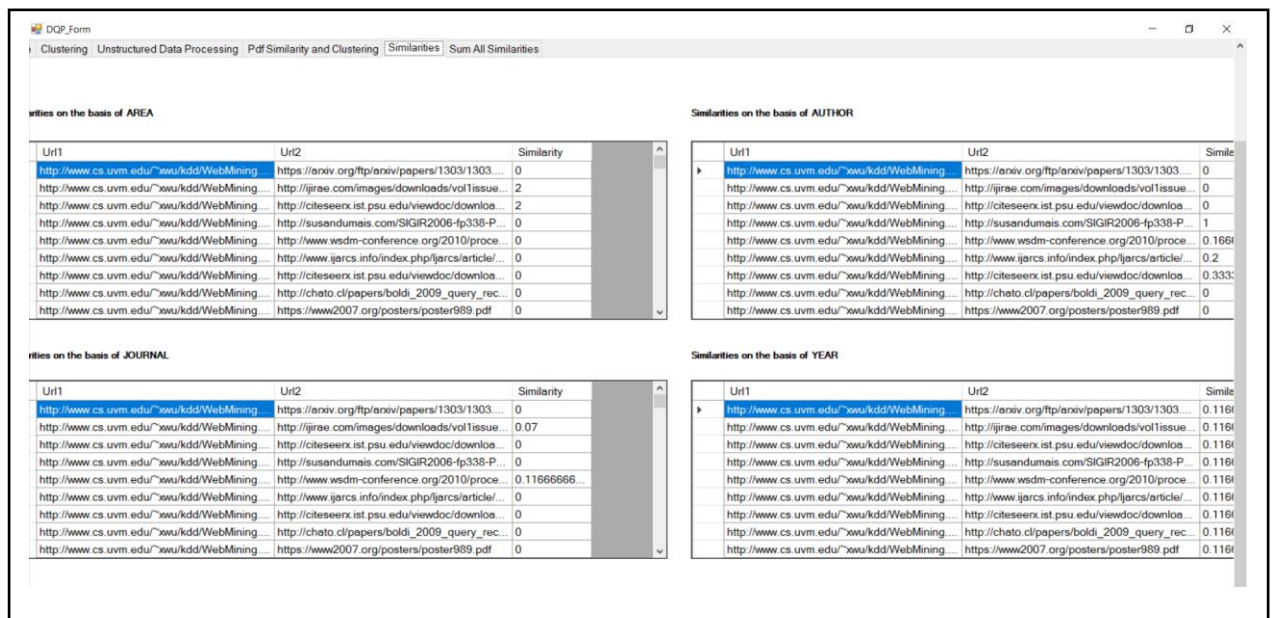 DQP_Form
Clustering Unstructured Data Processing Pdf Similarity and Clustering Similarities Sum All Similarities
arities on the basis of AREA
Url1 Url2 Similarity
http://www.cs.uvm.edu/~xwu/kdd/WebMining.... https://arxiv.org/ftp/arxiv/papers/1303/1303.... 0
http://www.cs.uvm.edu/~xwu/kdd/WebMining.... http://ijirae.com/images/downloads/vol1issue... 2
http://www.cs.uvm.edu/~xwu/kdd/WebMining.... http://citeseerx.ist.psu.edu/viewdoc/downloa... 2
http://www.cs.uvm.edu/~xwu/kdd/WebMining.... http://susandumais.com/SIGIR2006-fp338-P... 0
http://www.cs.uvm.edu/~xwu/kdd/WebMining.... http://www.wsdm-conference.org/2010/proce... 0
http://www.cs.uvm.edu/~xwu/kdd/WebMining.... http://www.ijarcs.info/index.php/Ijarcs/article/... 0
http://www.cs.uvm.edu/~xwu/kdd/WebMining.... http://citeseerx.ist.psu.edu/viewdoc/downloa... 0
http://www.cs.uvm.edu/~xwu/kdd/WebMining.... http://chato.cl/papers/boldi_2009_query_rec... 0
http://www.cs.uvm.edu/~xwu/kdd/WebMining.... https://www2007.org/posters/poster989.pdf 0
Similarities on the basis of AUTHOR
Url1 Url2 Simila
http://www.cs.uvm.edu/~xwu/kdd/WebMining.... https://arxiv.org/ftp/arxiv/papers/1303/1303.... 0
http://www.cs.uvm.edu/~xwu/kdd/WebMining.... http://ijirae.com/images/downloads/vol1issue... 0
http://www.cs.uvm.edu/~xwu/kdd/WebMining.... http://citeseerx.ist.psu.edu/viewdoc/downloa... 0
http://www.cs.uvm.edu/~xwu/kdd/WebMining.... http://susandumais.com/SIGIR2006-fp338-P... 1
http://www.cs.uvm.edu/~xwu/kdd/WebMining.... http://www.wsdm-conference.org/2010/proce... 0.1666
http://www.cs.uvm.edu/~xwu/kdd/WebMining.... http://www.ijarcs.info/index.php/Ijarcs/article/... 0.2
http://www.cs.uvm.edu/~xwu/kdd/WebMining.... http://citeseerx.ist.psu.edu/viewdoc/downloa... 0.3333
http://www.cs.uvm.edu/~xwu/kdd/WebMining.... http://chato.cl/papers/boldi_2009_query_rec... 0
http://www.cs.uvm.edu/~xwu/kdd/WebMining.... https://www2007.org/posters/poster989.pdf 0
rities on the basis of JOURNAL
Url1 Url2 Similarity
http://www.cs.uvm.edu/~xwu/kdd/WebMining.... https://arxiv.org/ftp/arxiv/papers/1303/1303.... 0
http://www.cs.uvm.edu/~xwu/kdd/WebMining.... http://ijirae.com/images/downloads/vol1issue... 0.07
http://www.cs.uvm.edu/~xwu/kdd/WebMining.... http://citeseerx.ist.psu.edu/viewdoc/downloa... 0
http://www.cs.uvm.edu/~xwu/kdd/WebMining.... http://susandumais.com/SIGIR2006-fp338-P... 0
http://www.cs.uvm.edu/~xwu/kdd/WebMining.... http://www.wsdm-conference.org/2010/proce... 0.11666666...
http://www.cs.uvm.edu/~xwu/kdd/WebMining.... http://www.ijarcs.info/index.php/Ijarcs/article/... 0
http://www.cs.uvm.edu/~xwu/kdd/WebMining.... http://citeseerx.ist.psu.edu/viewdoc/downloa... 0
http://www.cs.uvm.edu/~xwu/kdd/WebMining.... http://chato.cl/papers/boldi_2009_query_rec... 0
http://www.cs.uvm.edu/~xwu/kdd/WebMining.... https://www2007.org/posters/poster989.pdf 0
Similarities on the basis of YEAR
Url1 Url2 Simila
http://www.cs.uvm.edu/~xwu/kdd/WebMining.... https://arxiv.org/ftp/arxiv/papers/1303/1303.... 0.1166
http://www.cs.uvm.edu/~xwu/kdd/WebMining.... http://ijirae.com/images/downloads/vol1issue... 0.1166
http://www.cs.uvm.edu/~xwu/kdd/WebMining.... http://citeseerx.ist.psu.edu/viewdoc/downloa... 0.1166
http://www.cs.uvm.edu/~xwu/kdd/WebMining.... http://susandumais.com/SIGIR2006-fp338-P... 0.1166
http://www.cs.uvm.edu/~xwu/kdd/WebMining.... http://www.wsdm-conference.org/2010/proce... 0.1166
http://www.cs.uvm.edu/~xwu/kdd/WebMining.... http://www.ijarcs.info/index.php/Ijarcs/article/... 0.1166
http://www.cs.uvm.edu/~xwu/kdd/WebMining.... http://citeseerx.ist.psu.edu/viewdoc/downloa... 0.1166
http://www.cs.uvm.edu/~xwu/kdd/WebMining.... http://chato.cl/papers/boldi_2009_query_rec... 0.1166
http://www.cs.uvm.edu/~xwu/kdd/WebMining.... https://www2007.org/posters/poster989.pdf 0.1166